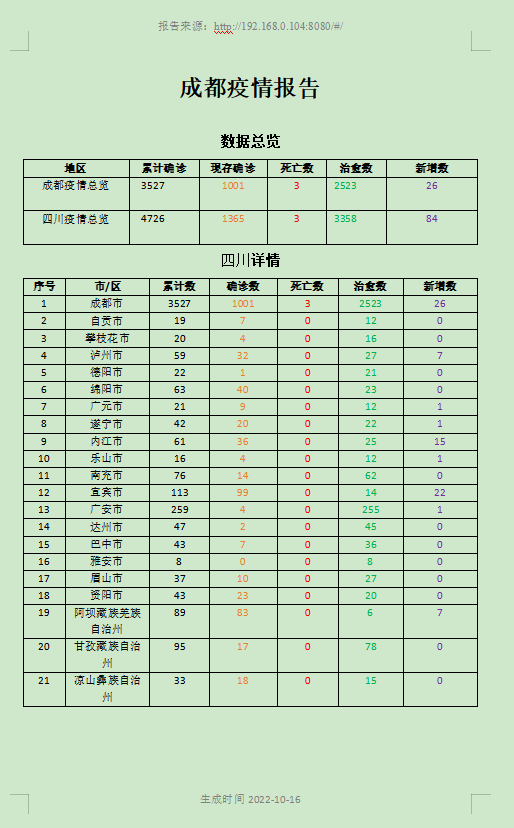 报告来源：http://192.168.0.104:8080/#/
成都疫情报告
数据总览
地区 累计确诊 现存确诊 死亡数 治愈数 新增数
成都疫情总览 3527 1001 3 2523 26
四川疫情总览 4726 1365 3 3358 84
四川详情
序号 市/区 累计数 确诊数 死亡数 治愈数 新增数
1 成都市 3527 1001 3 2523 26
2 自贡市 19 7 0 12 0
3 攀枝花市 20 4 0 16 0
4 泸州市 59 32 0 27 7
5 德阳市 22 1 0 21 0
6 绵阳市 63 40 0 23 0
7 广元市 21 9 0 12 1
8 遂宁市 42 20 0 22 1
9 内江市 61 36 0 25 15
10 乐山市 16 4 0 12 1
11 南充市 76 14 0 62 0
12 宜宾市 113 99 0 14 22
13 广安市 259 4 0 255 1
14 达州市 47 2 0 45 0
15 巴中市 43 7 0 36 0
16 雅安市 8 0 0 8 0
17 眉山市 37 10 0 27 0
18 资阳市 43 23 0 20 0
19 阿坝藏族羌族 89 83 0 6 7
自治州
20 甘孜藏族自治 95 17 0 78 0
州
21 凉山彝族自治 33 18 0 15 0
州
生成时间 2022-10-16